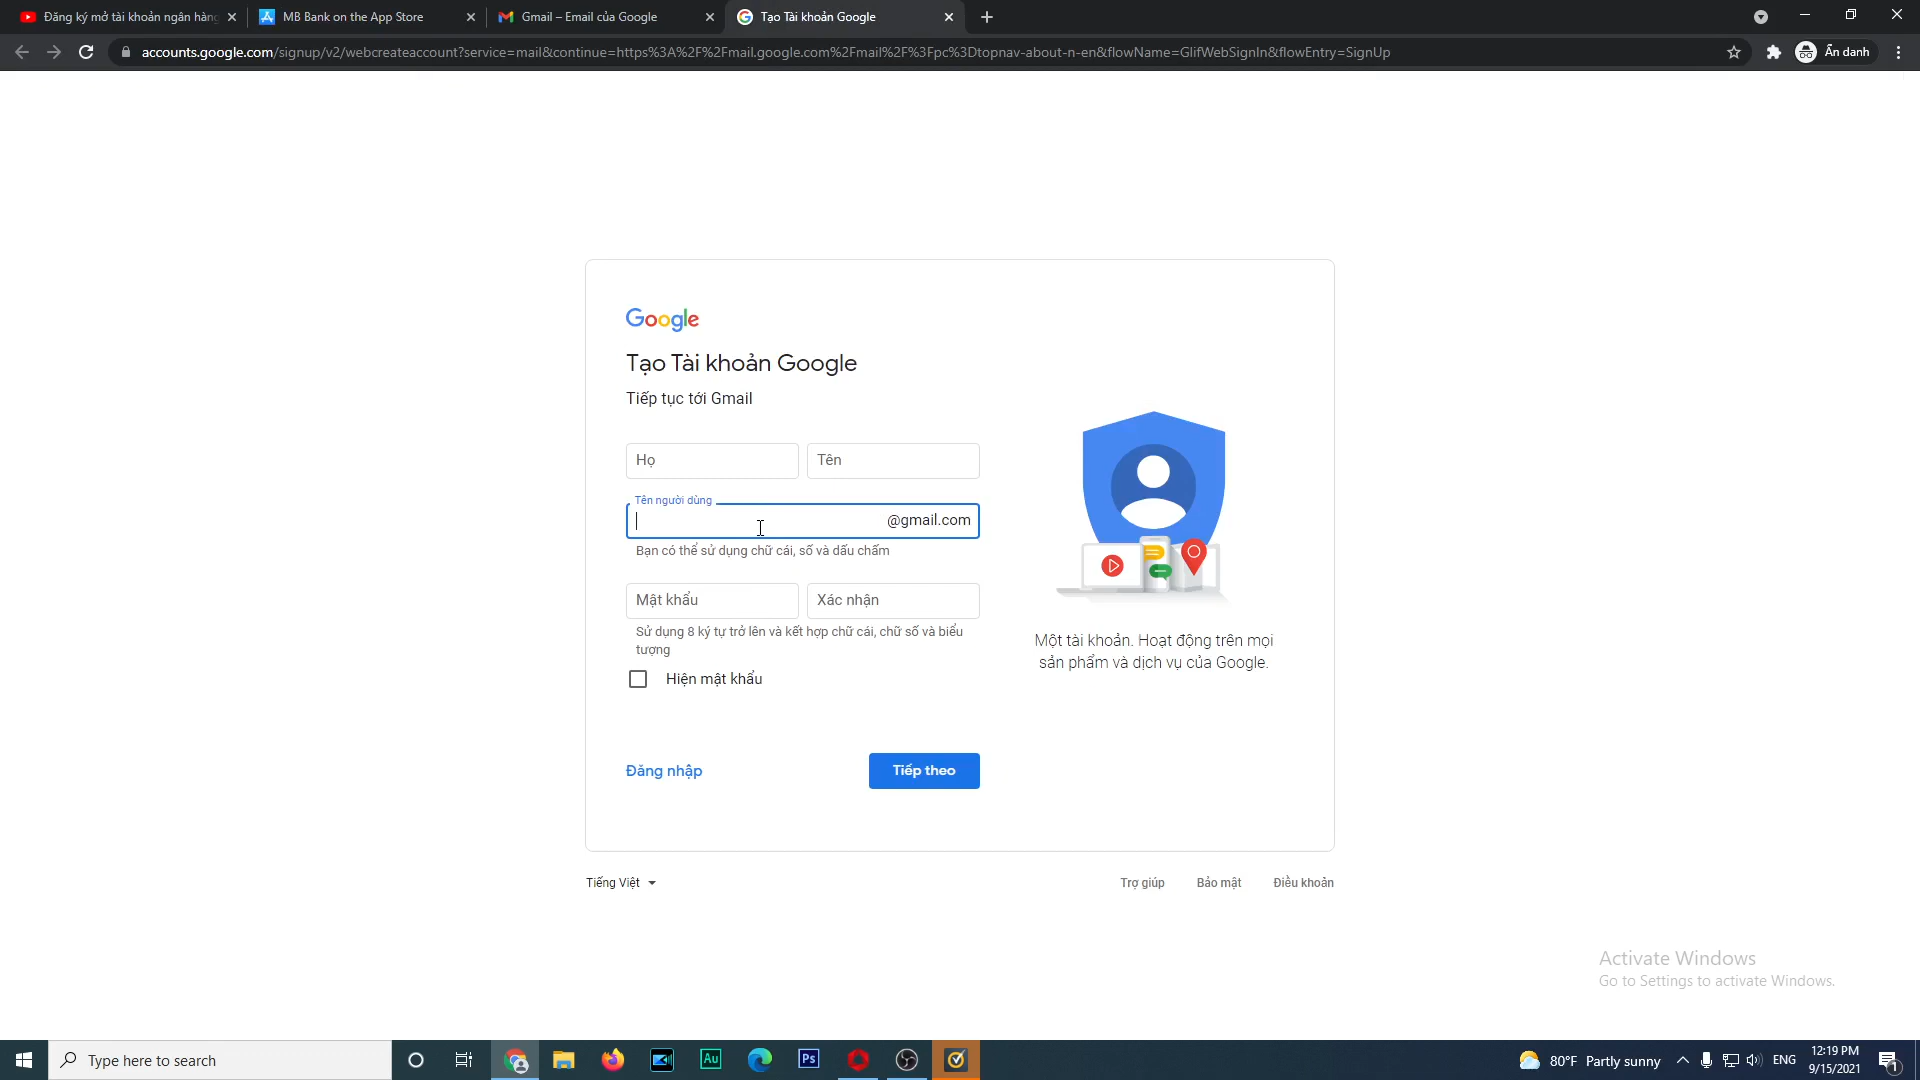 Đăng ký mở tài khoản ngân hàng
MB Bank on the App Store
Gmail – Email của Google
Tạo Tài khoản Google
accounts.google.com/signup/v2/webcreateaccount?service=mail&continue=https%3A%2F%2Fmail.google.com%2Fmail%2F%3Fpc%3Dtopnav-about-n-en&flowName=GlifWebSignIn&flowEntry=SignUp
Ẩn danh
Google
Tạo Tài khoản Google
Tiếp tục tới Gmail
Họ
Tên
Tên người dùng
@gmail.com
Bạn có thể sử dụng chữ cái, số và dấu chấm
Mật khẩu
Xác nhận
Sử dụng 8 ký tự trở lên và kết hợp chữ cái, chữ số và biểu
tượng
Hiện mật khẩu
Đăng nhập
Tiếp theo
Một tài khoản. Hoạt động trên mọi
sản phẩm và dịch vụ của Google.
Tiếng Việt
Trợ giúp
Bảo mật
Điều khoản
Activate Windows
Go to Settings to activate Windows.
Type here to search
Au
Ps
80°F Partly sunny
ENG
12:19 PM
9/15/2021
1